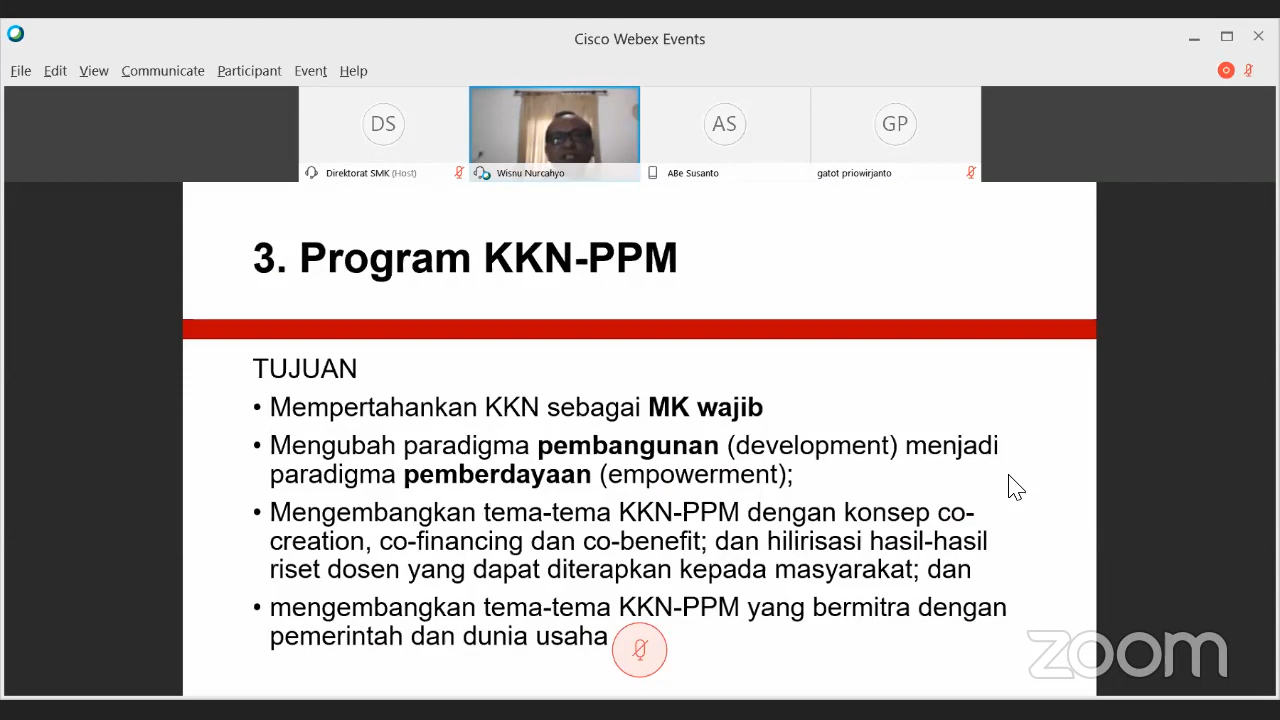 Cisco Webex Events
File Edit View Communicate Participant Event Help
DS
AS
GP
Direktorat SMK (Host)
Wisnu Nurcahyo
ABe Susanto
gatot priowirjanto
3. Program KKN-PPM
TUJUAN
• Mempertahankan KKN sebagai MK wajib
• Mengubah paradigma pembangunan (development) menjadi
paradigma pemberdayaan (empowerment);
• Mengembangkan tema-tema KKN-PPM dengan konsep co-
creation, co-financing dan co-benefit; dan hilirisasi hasil-hasil
riset dosen yang dapat diterapkan kepada masyarakat; dan
• mengembangkan tema-tema KKN-PPM yang bermitra dengan
pemerintah dan dunia usaha
zoom